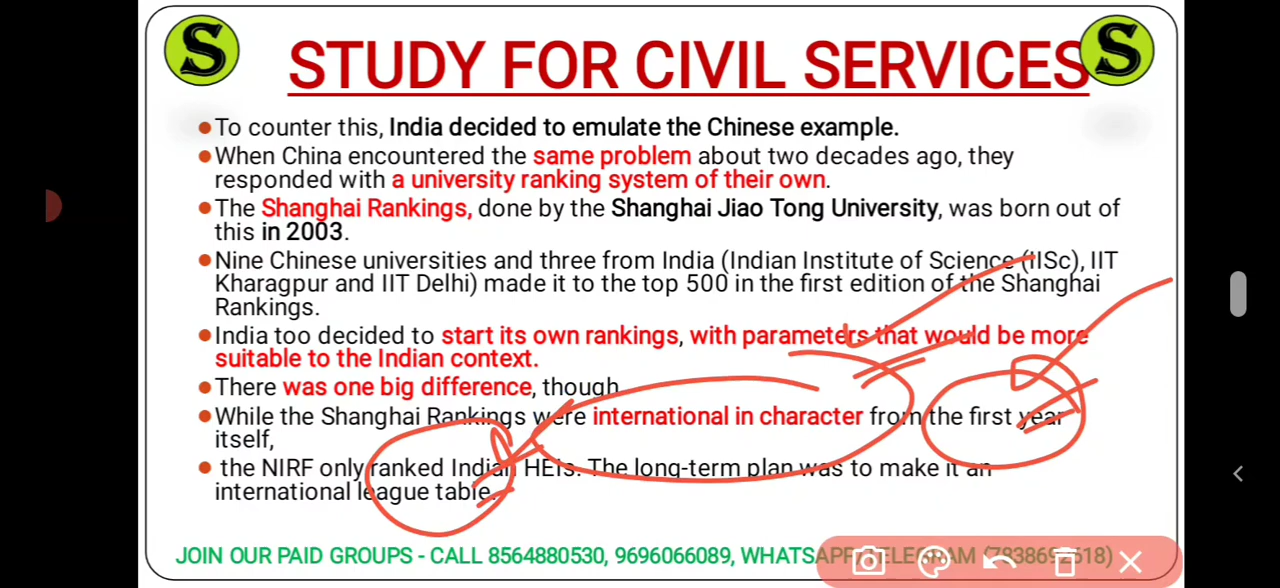 S STUDY FOR CIVIL SERVICES S
To counter this, India decided to emulate the Chinese example.
When China encountered the same problem about two decades ago, they
responded with a university ranking system of their own.
The Shanghai Rankings, done by the Shanghai Jiao Tong University, was born out of
this in 2003.
Nine Chinese universities and three from India (Indian Institute of Science (IISc), IIT
Kharagpur and IIT Delhi) made it to the top 500 in the first edition of the Shanghai
Rankings.
India too decided to start its own rankings, with parameters that would be more
suitable to the Indian context.
There was one big difference, though
While the Shanghai Rankings were international in character from the first year
itself,
the NIRF only ranked Indian HEIs. The long-term plan was to make it an
international league table.
JOIN OUR PAID GROUPS - CALL 8564880530, 9696066089, WHATSAPP TELEGRAM